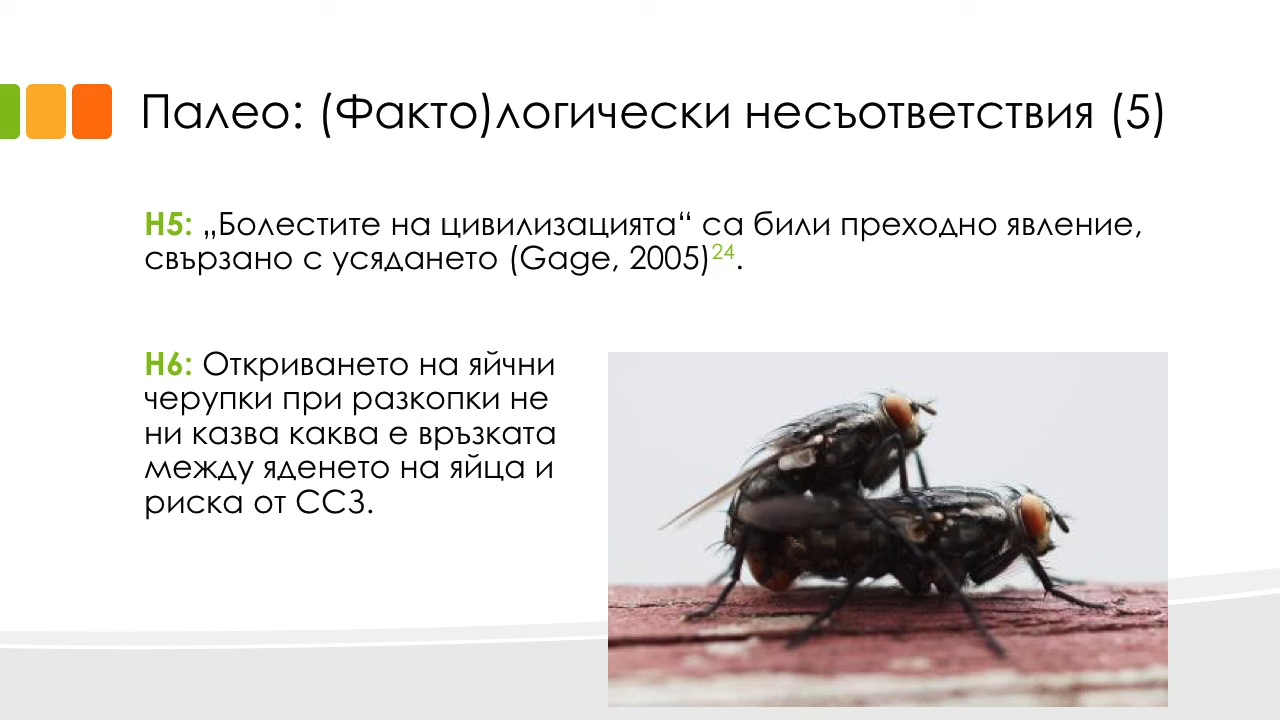 Палео: (Факто)логически несъответствия (5)
Н5: „Болестите на цивилизацията“ са били преходно явление,
свързано с усядането (Gage, 2005)24.
Н6: Откриването на яйчни
черупки при разкопки не
ни казва каква е връзката
между яденето на яйца и
риска от ССЗ.